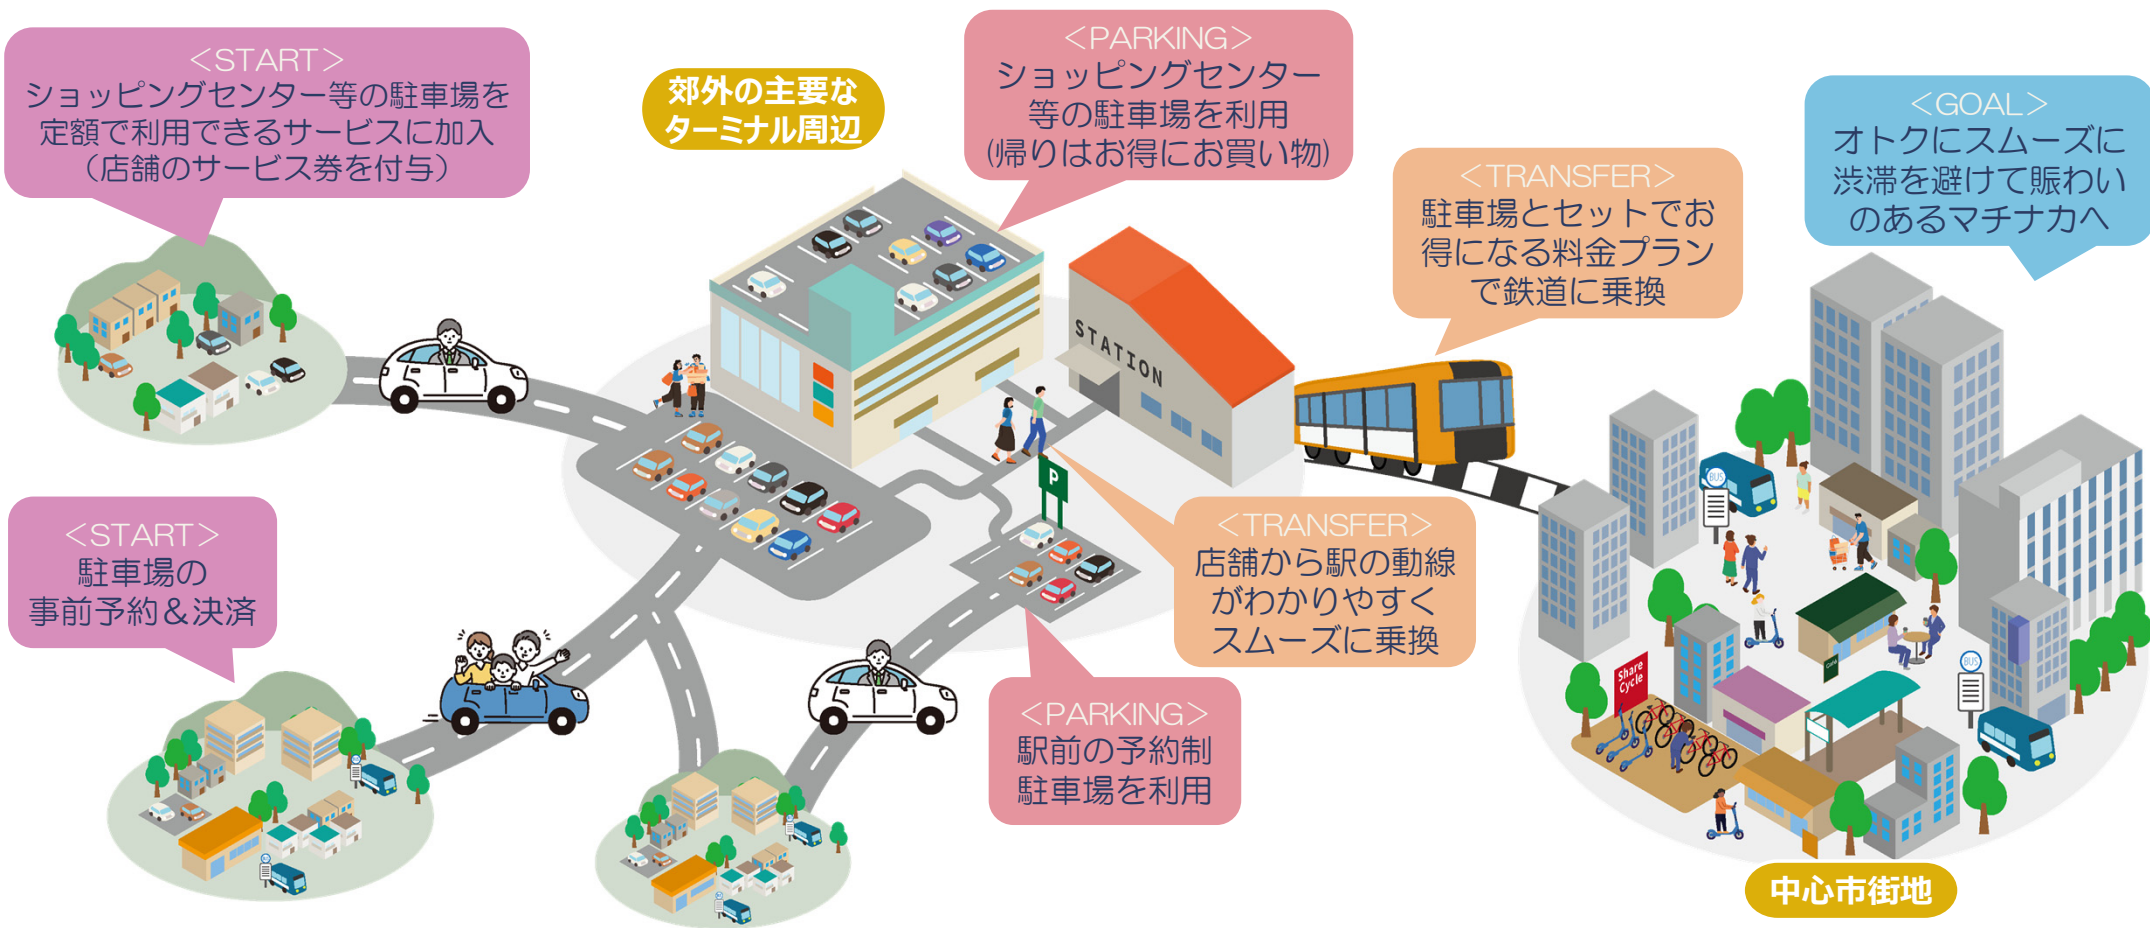 ＜START＞
ショッピングセンター等の駐車場を
定額で利用できるサービスに加入
（店舗のサービス券を付与）
郊外の主要な
ターミナル周辺
＜PARKING＞
ショッピングセンター
等の駐車場を利用
(帰りはお得にお買い物)
＜TRANSFER＞
駐車場とセットでお
得になる料金プラン
で鉄道に乗換
＜GOAL＞
オトクにスムーズに
渋滞を避けて賑わい
のあるマチナカへ
STATION
P
＜START＞
駐車場の
事前予約＆決済
＜TRANSFER＞
店舗から駅の動線
がわかりやすく
スムーズに乗換
＜PARKING＞
駅前の予約制
駐車場を利用
BUS
BUS
Share
Cycle
中心市街地